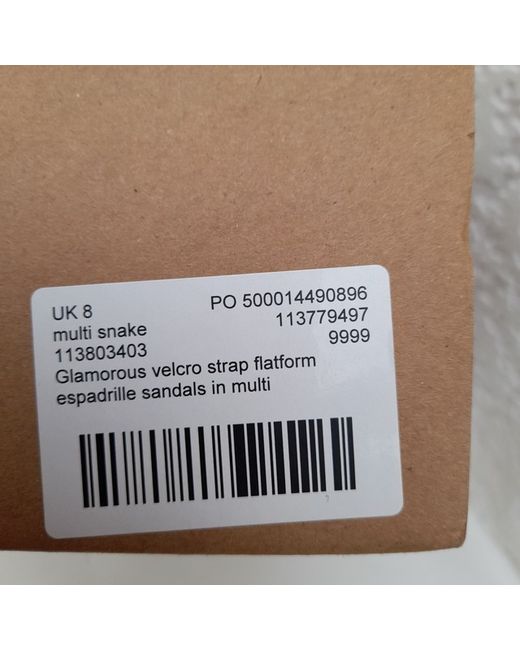 UK 8
multi snake
113803403
Glamorous velcro strap flatform
espadrille sandals in multi
PO 500014490896
113779497
9999